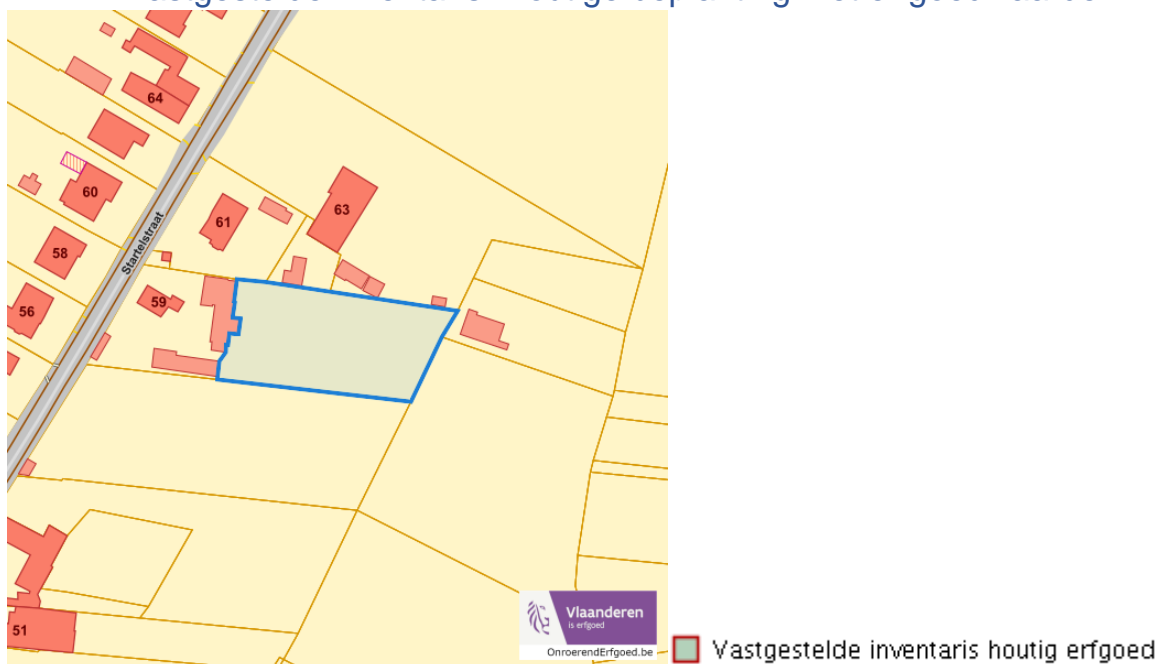 64
60
61
63
58
Startelstraat
59
56
51
Vlaanderen
is erfgoed
OnroerendErfgoed.be
Vastgestelde inventaris houtig erfgoed